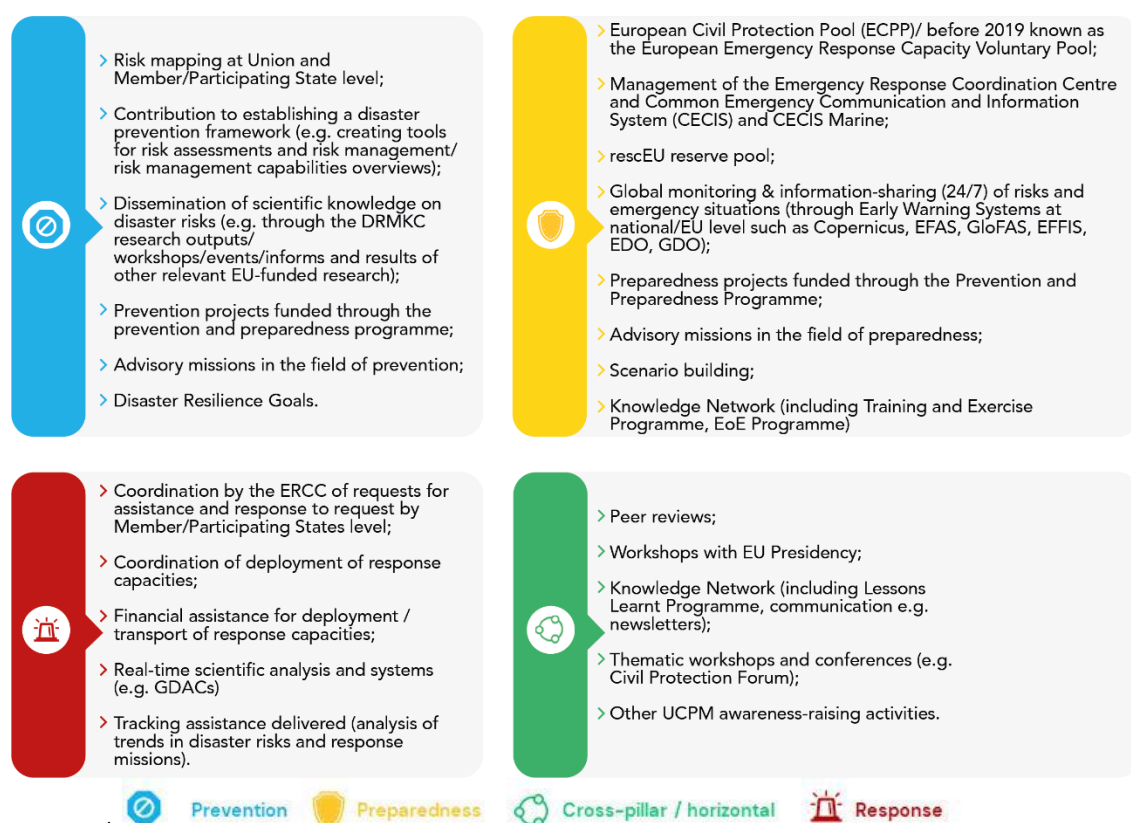 Risk mapping at Union and
Member/Participating State level;
Contribution to establishing a disaster
prevention framework (e.g. creating tools
for risk assessments and risk management/
risk management capabilities overviews);
Dissemination of scientific knowledge on
disaster risks (e.g. through the DRMKC
research outputs/
workshops/events/informs and results of
other relevant EU-funded research);
Prevention projects funded through the
prevention and preparedness programme;
Advisory missions in the field of prevention;
Disaster Resilience Goals.
European Civil Protection Pool (ECPP)/ before 2019 known as
the European Emergency Response Capacity Voluntary Pool;
Management of the Emergency Response Coordination Centre
and Common Emergency Communication and Information
System (CECIS) and CECIS Marine;
rescEU reserve pool;
Global monitoring & information-sharing (24/7) of risks and
emergency situations (through Early Warning Systems at
national/EU level such as Copernicus, EFAS, GloFAS, EFFIS,
EDO, GDO);
Preparedness projects funded through the Prevention and
Preparedness Programme;
Advisory missions in the field of preparedness;
Scenario building;
Knowledge Network (including Training and Exercise
Programme, EoE Programme)
Coordination by the ERCC of requests for
assistance and response to request by
Member/Participating States level;
Coordination of deployment of response
capacities;
Financial assistance for deployment /
transport of response capacities;
Real-time scientific analysis and systems
(e.g. GDACs)
Tracking assistance delivered (analysis of
trends in disaster risks and response
missions).
Peer reviews;
Workshops with EU Presidency;
Knowledge Network (including Lessons
Learnt Programme, communication e.g.
newsletters);
Thematic workshops and conferences (e.g.
Civil Protection Forum);
Other UCPM awareness-raising activities.
Prevention Preparedness Cross-pillar / horizontal Response